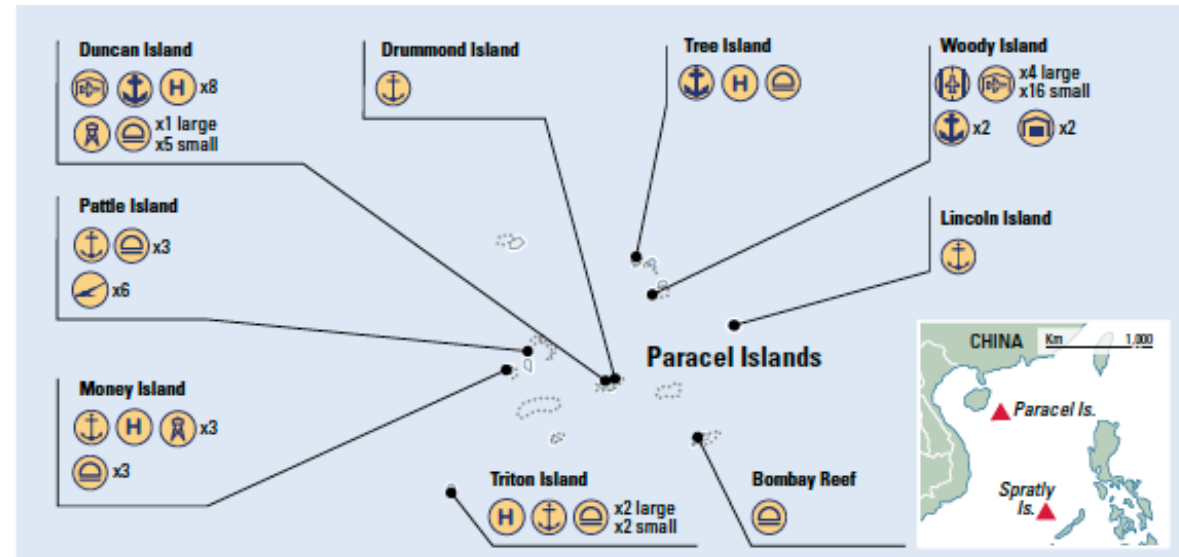 Duncan Island
H x8
x1 large
x5 small
Drummond Island
Tree Island
H
Woody Island
x4 large
x16 small
x2
x2
Pattle Island
x3
x6
Lincoln Island
Paracel Islands
Money Island
H x3
x3
Triton Island
H x2 large
x2 small
Bombay Reef
CHINA
Km 1,000
Paracel Is.
Spratly
Is.